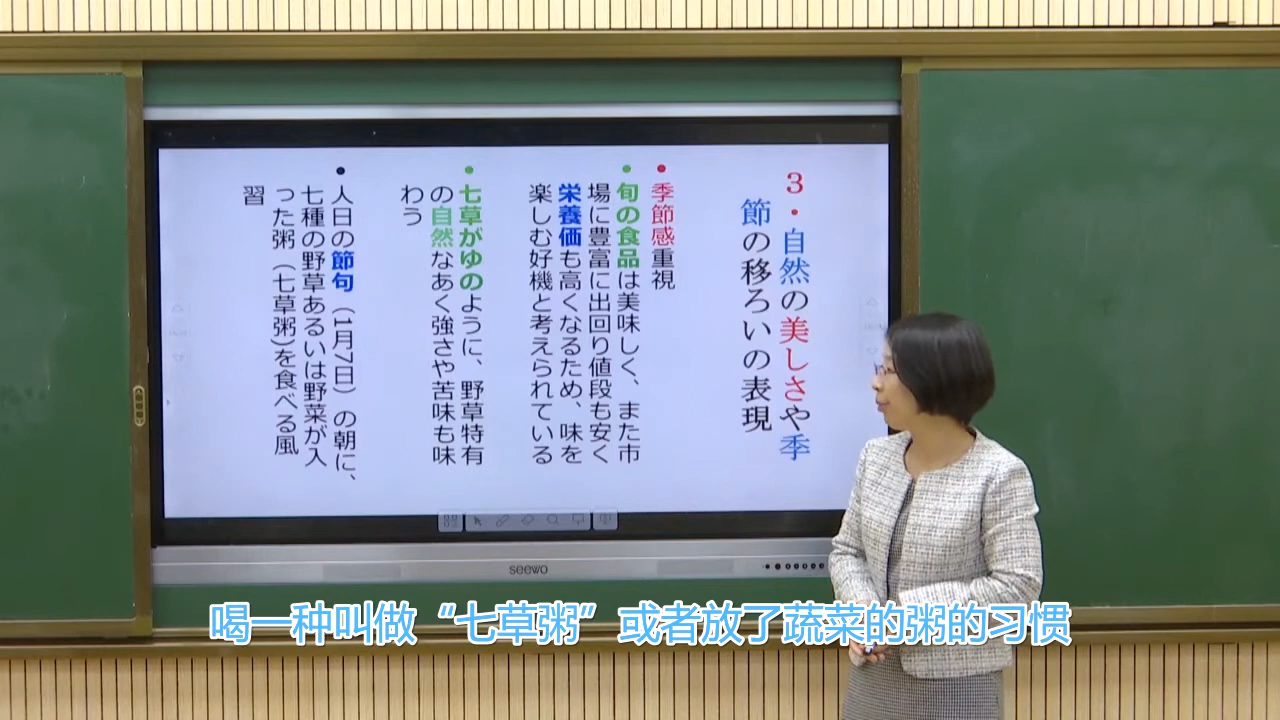 3・自然の美しさや季
節の移ろいの表現
• 季節感重視
• 旬の食品は美味しく、また市
場に豊富に出回り値段も安く
栄養価も高くなるため、味を
楽しむ好機と考えられている
• 七草がゆのように、野草特有
の自然なあく強さや苦味も味
わう
• 人日の節句（1月7日）の朝に、
七種の野草あるいは野菜が入
った粥（七草粥)を食べる風
習
seewo
喝一种叫做“七草粥”或者放了蔬菜的粥的习惯